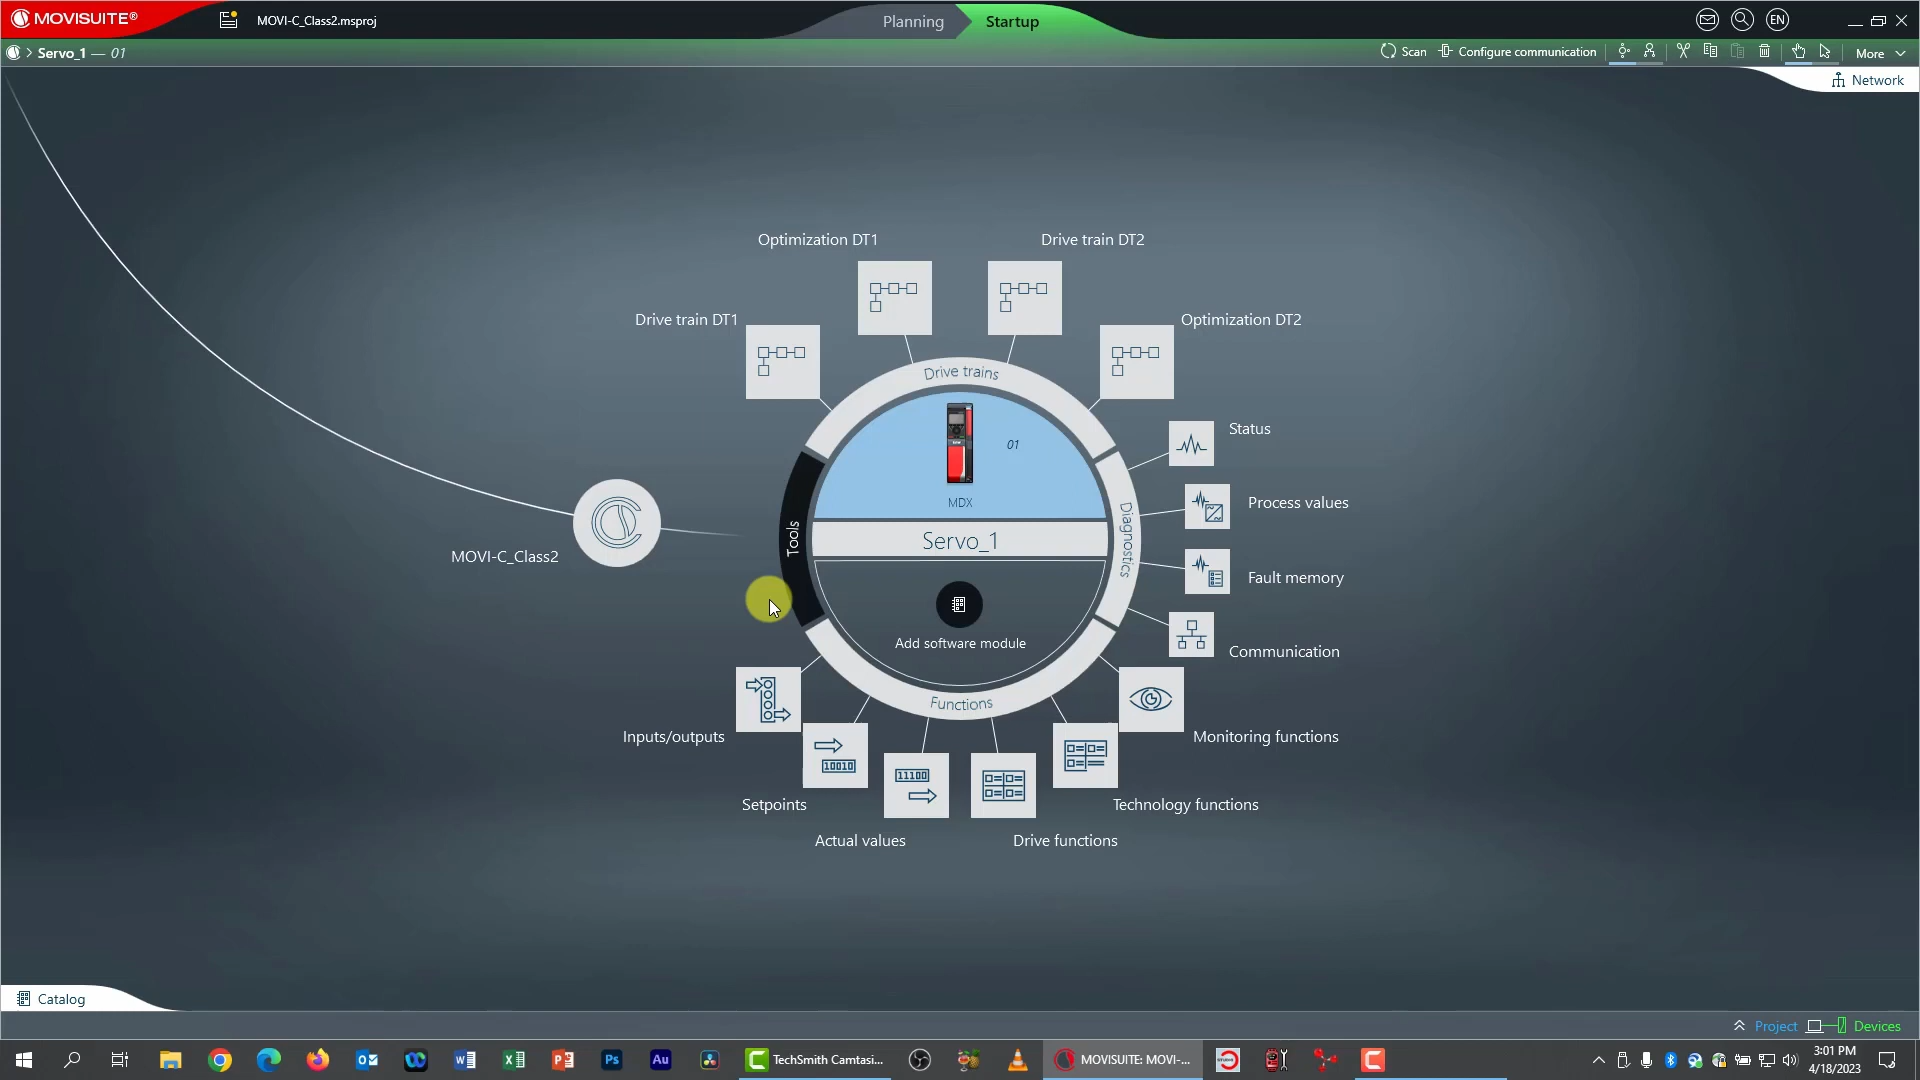 MOVISUITE®
MOVI-C_Class2.msproj
Planning
Startup
EN
Servo_1 — 01
Scan
Configure communication
More
Network
Optimization DT1
Drive train DT2
Drive train DT1
Optimization DT2
Drive trains
01
MDX
Status
Process values
Tools
Servo_1
Diagnostics
MOVI-C_Class2
Fault memory
Add software module
Communication
Functions
Inputs/outputs
Monitoring functions
10010
11100
Setpoints
Technology functions
Actual values
Drive functions
Catalog
Project
Devices
TechSmith Camtasi...
MOVISUITE: MOVI-...
3:01 PM
4/18/2023